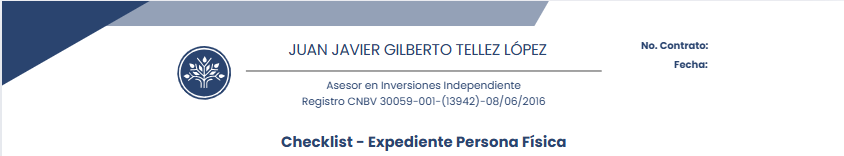 JUAN JAVIER GILBERTO TELLEZ LÓPEZ
No. Contrato:
Fecha:
Asesor en Inversiones Independiente
Registro CNBV 30059-001-(13942)-08/06/2016
Checklist - Expediente Persona Física